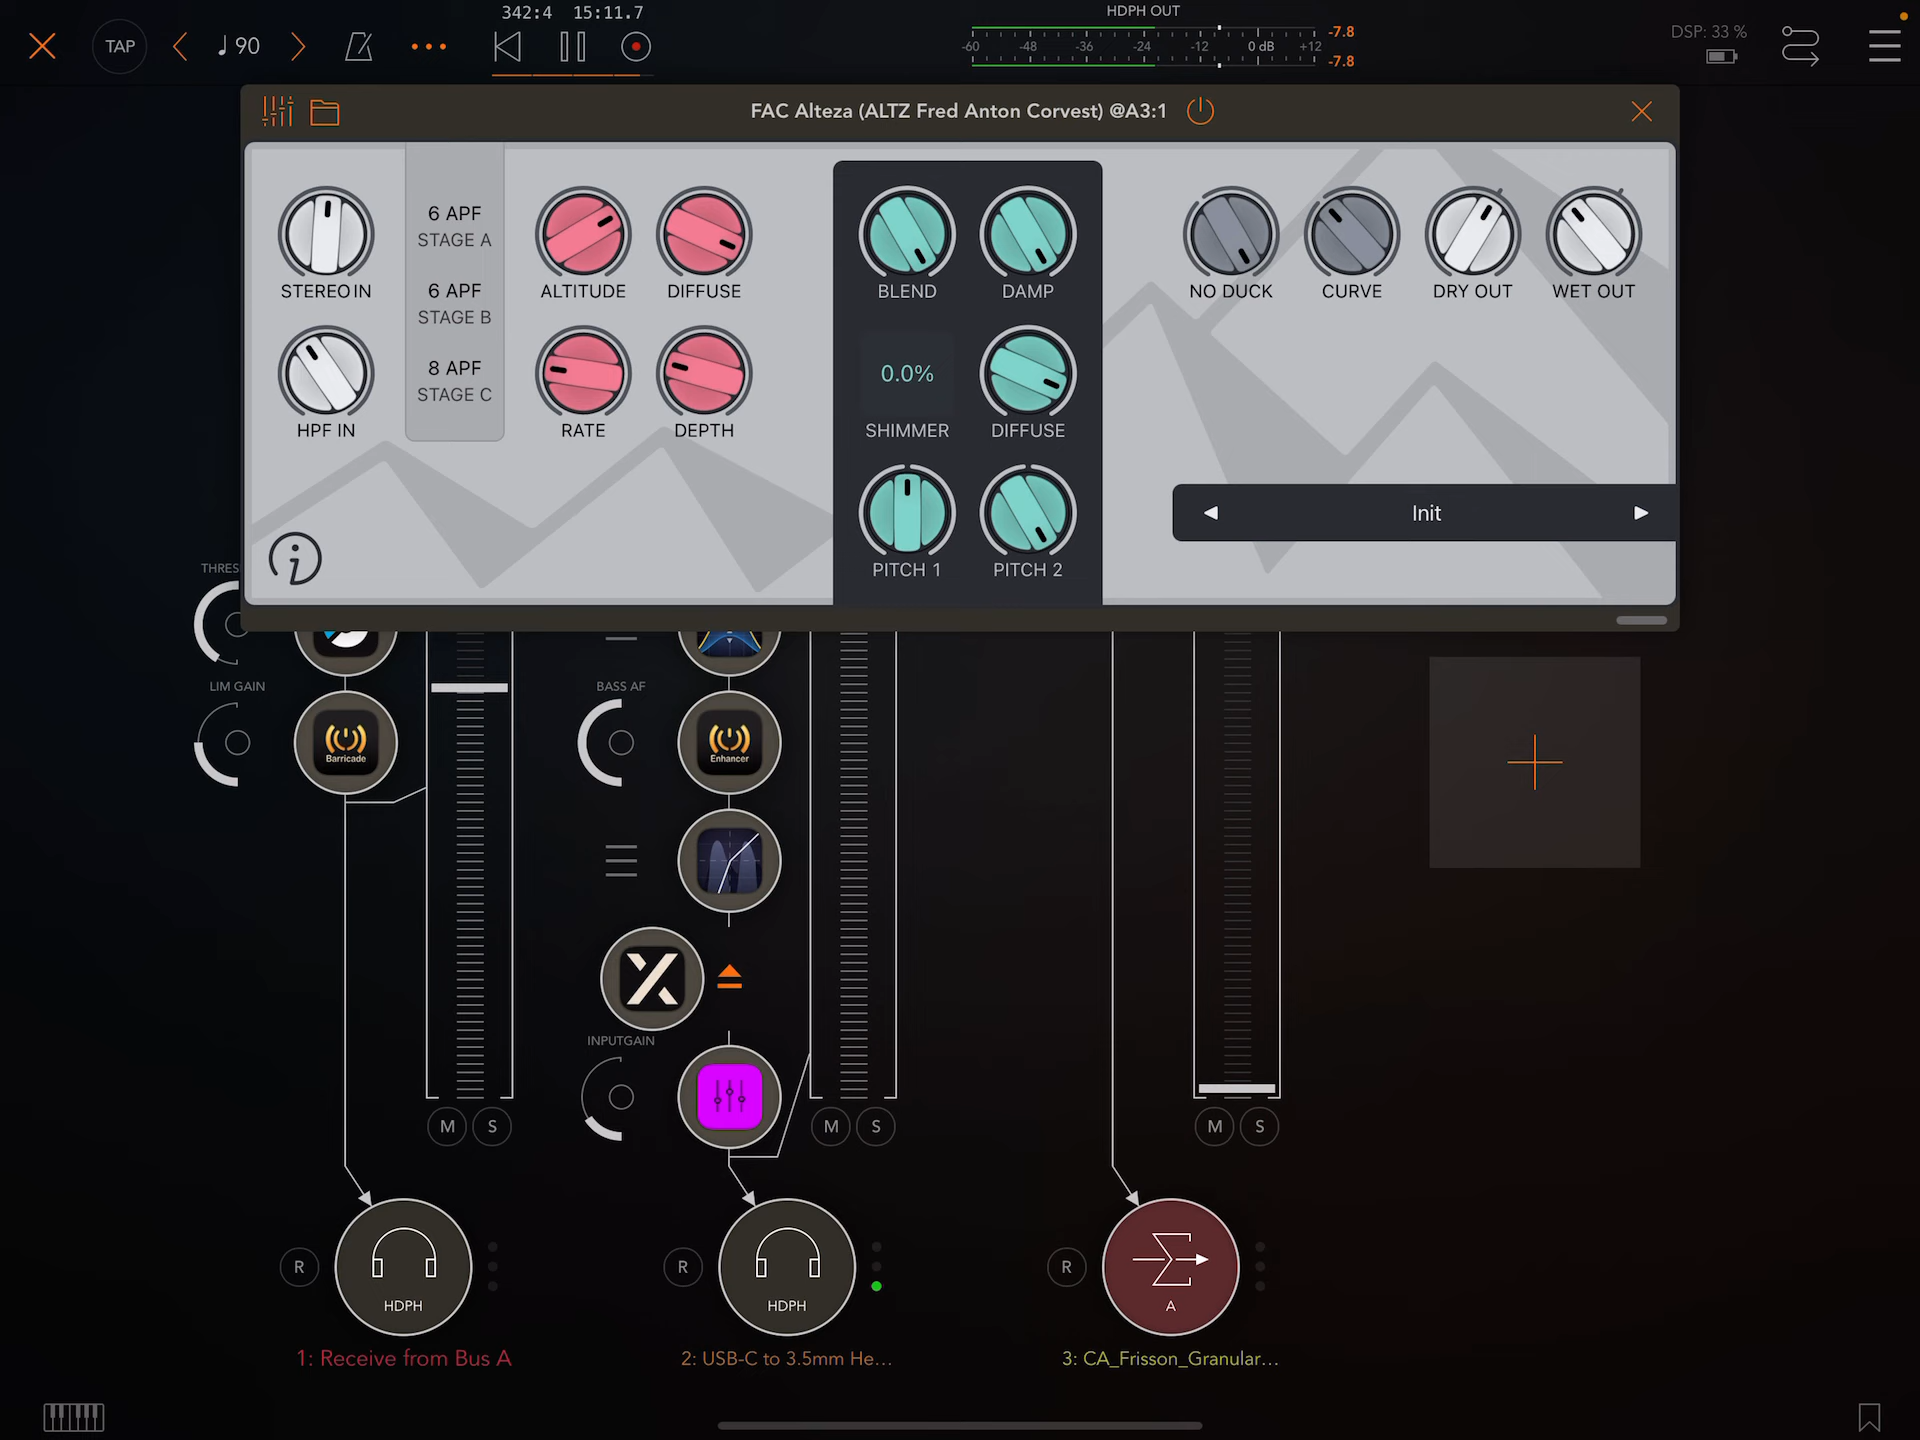 342:4 15:11.7
HDPH OUT
TAP
90
-60 -48 -36 -24 -12 0 dB +12
-7.8
-7.8
DSP: 33 %
FAC Alteza (ALTZ Fred Anton Corvest) @A3:1
STEREO IN
6 APF
STAGE A
6 APF
STAGE B
8 APF
STAGE C
HPF IN
ALTITUDE
DIFFUSE
RATE
DEPTH
BLEND
DAMP
0.0%
SHIMMER
DIFFUSE
PITCH 1
PITCH 2
NO DUCK
CURVE
DRY OUT
WET OUT
Init
THRES
LIM GAIN
Barricade
BASS AF
Enhancer
INPUTGAIN
M S
M S
M S
R
HDPH
R
HDPH
R
A
1: Receive from Bus A
2: USB-C to 3.5mm He...
3: CA_Frisson_Granular...